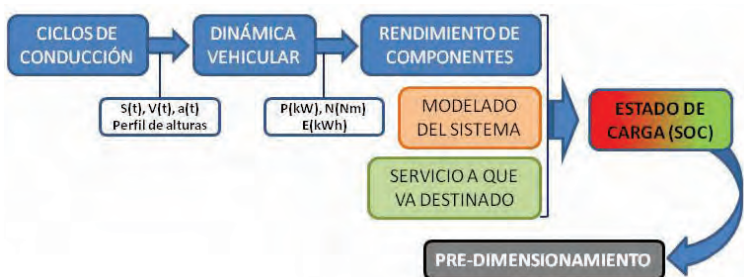 CICLOS DE
CONDUCCIÓN
DINÁMICA
VEHICULAR
RENDIMIENTO DE
COMPONENTES
S(t), V(t), a(t)
Perfil de alturas
P(kW), N(Nm)
E(kWh)
MODELADO
DEL SISTEMA
SERVICIO A QUE
VA DESTINADO
ESTADO DE
CARGA (SOC)
PRE-DIMENSIONAMIENTO